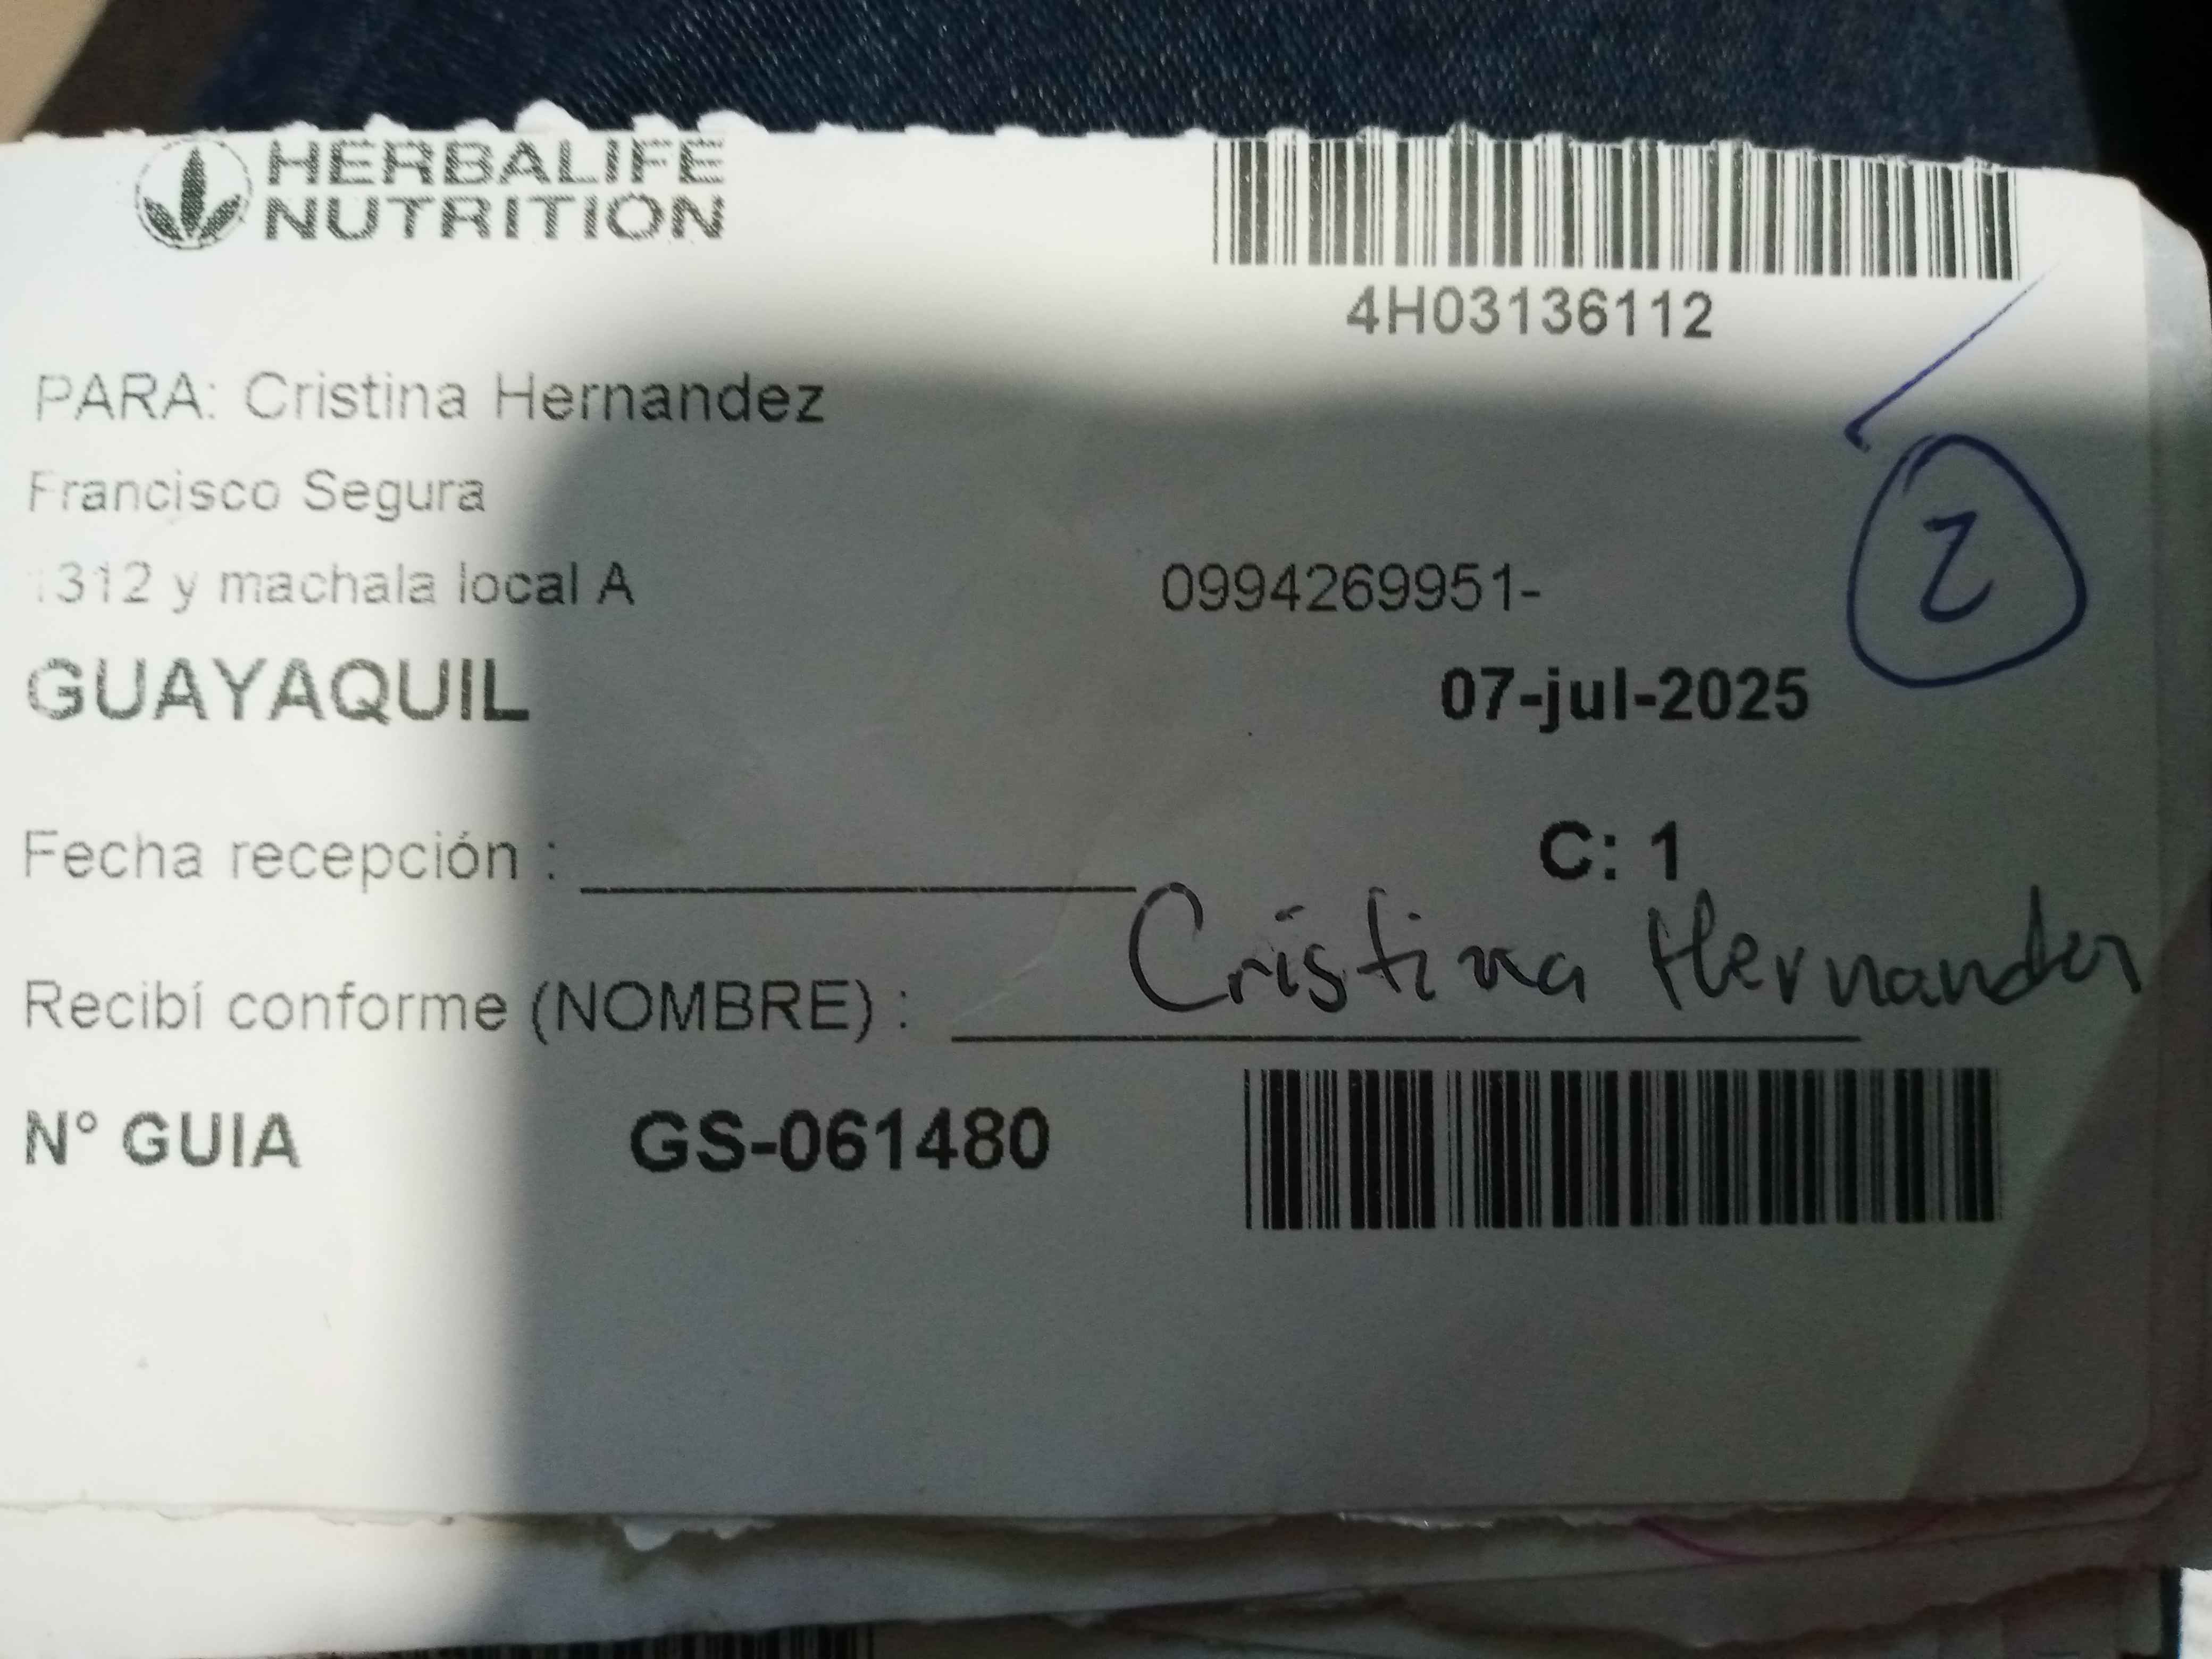 HERBALIFE
NUTRITION
4H03136112
PARA: Cristina Hernandez
Francisco Segura
1312 y machala local A
0994269951-
2
GUAYAQUIL
07-jul-2025
Fecha recepción :
C: 1
Recibí conforme (NOMBRE) : Cristina Hernandez
N° GUIA GS-061480